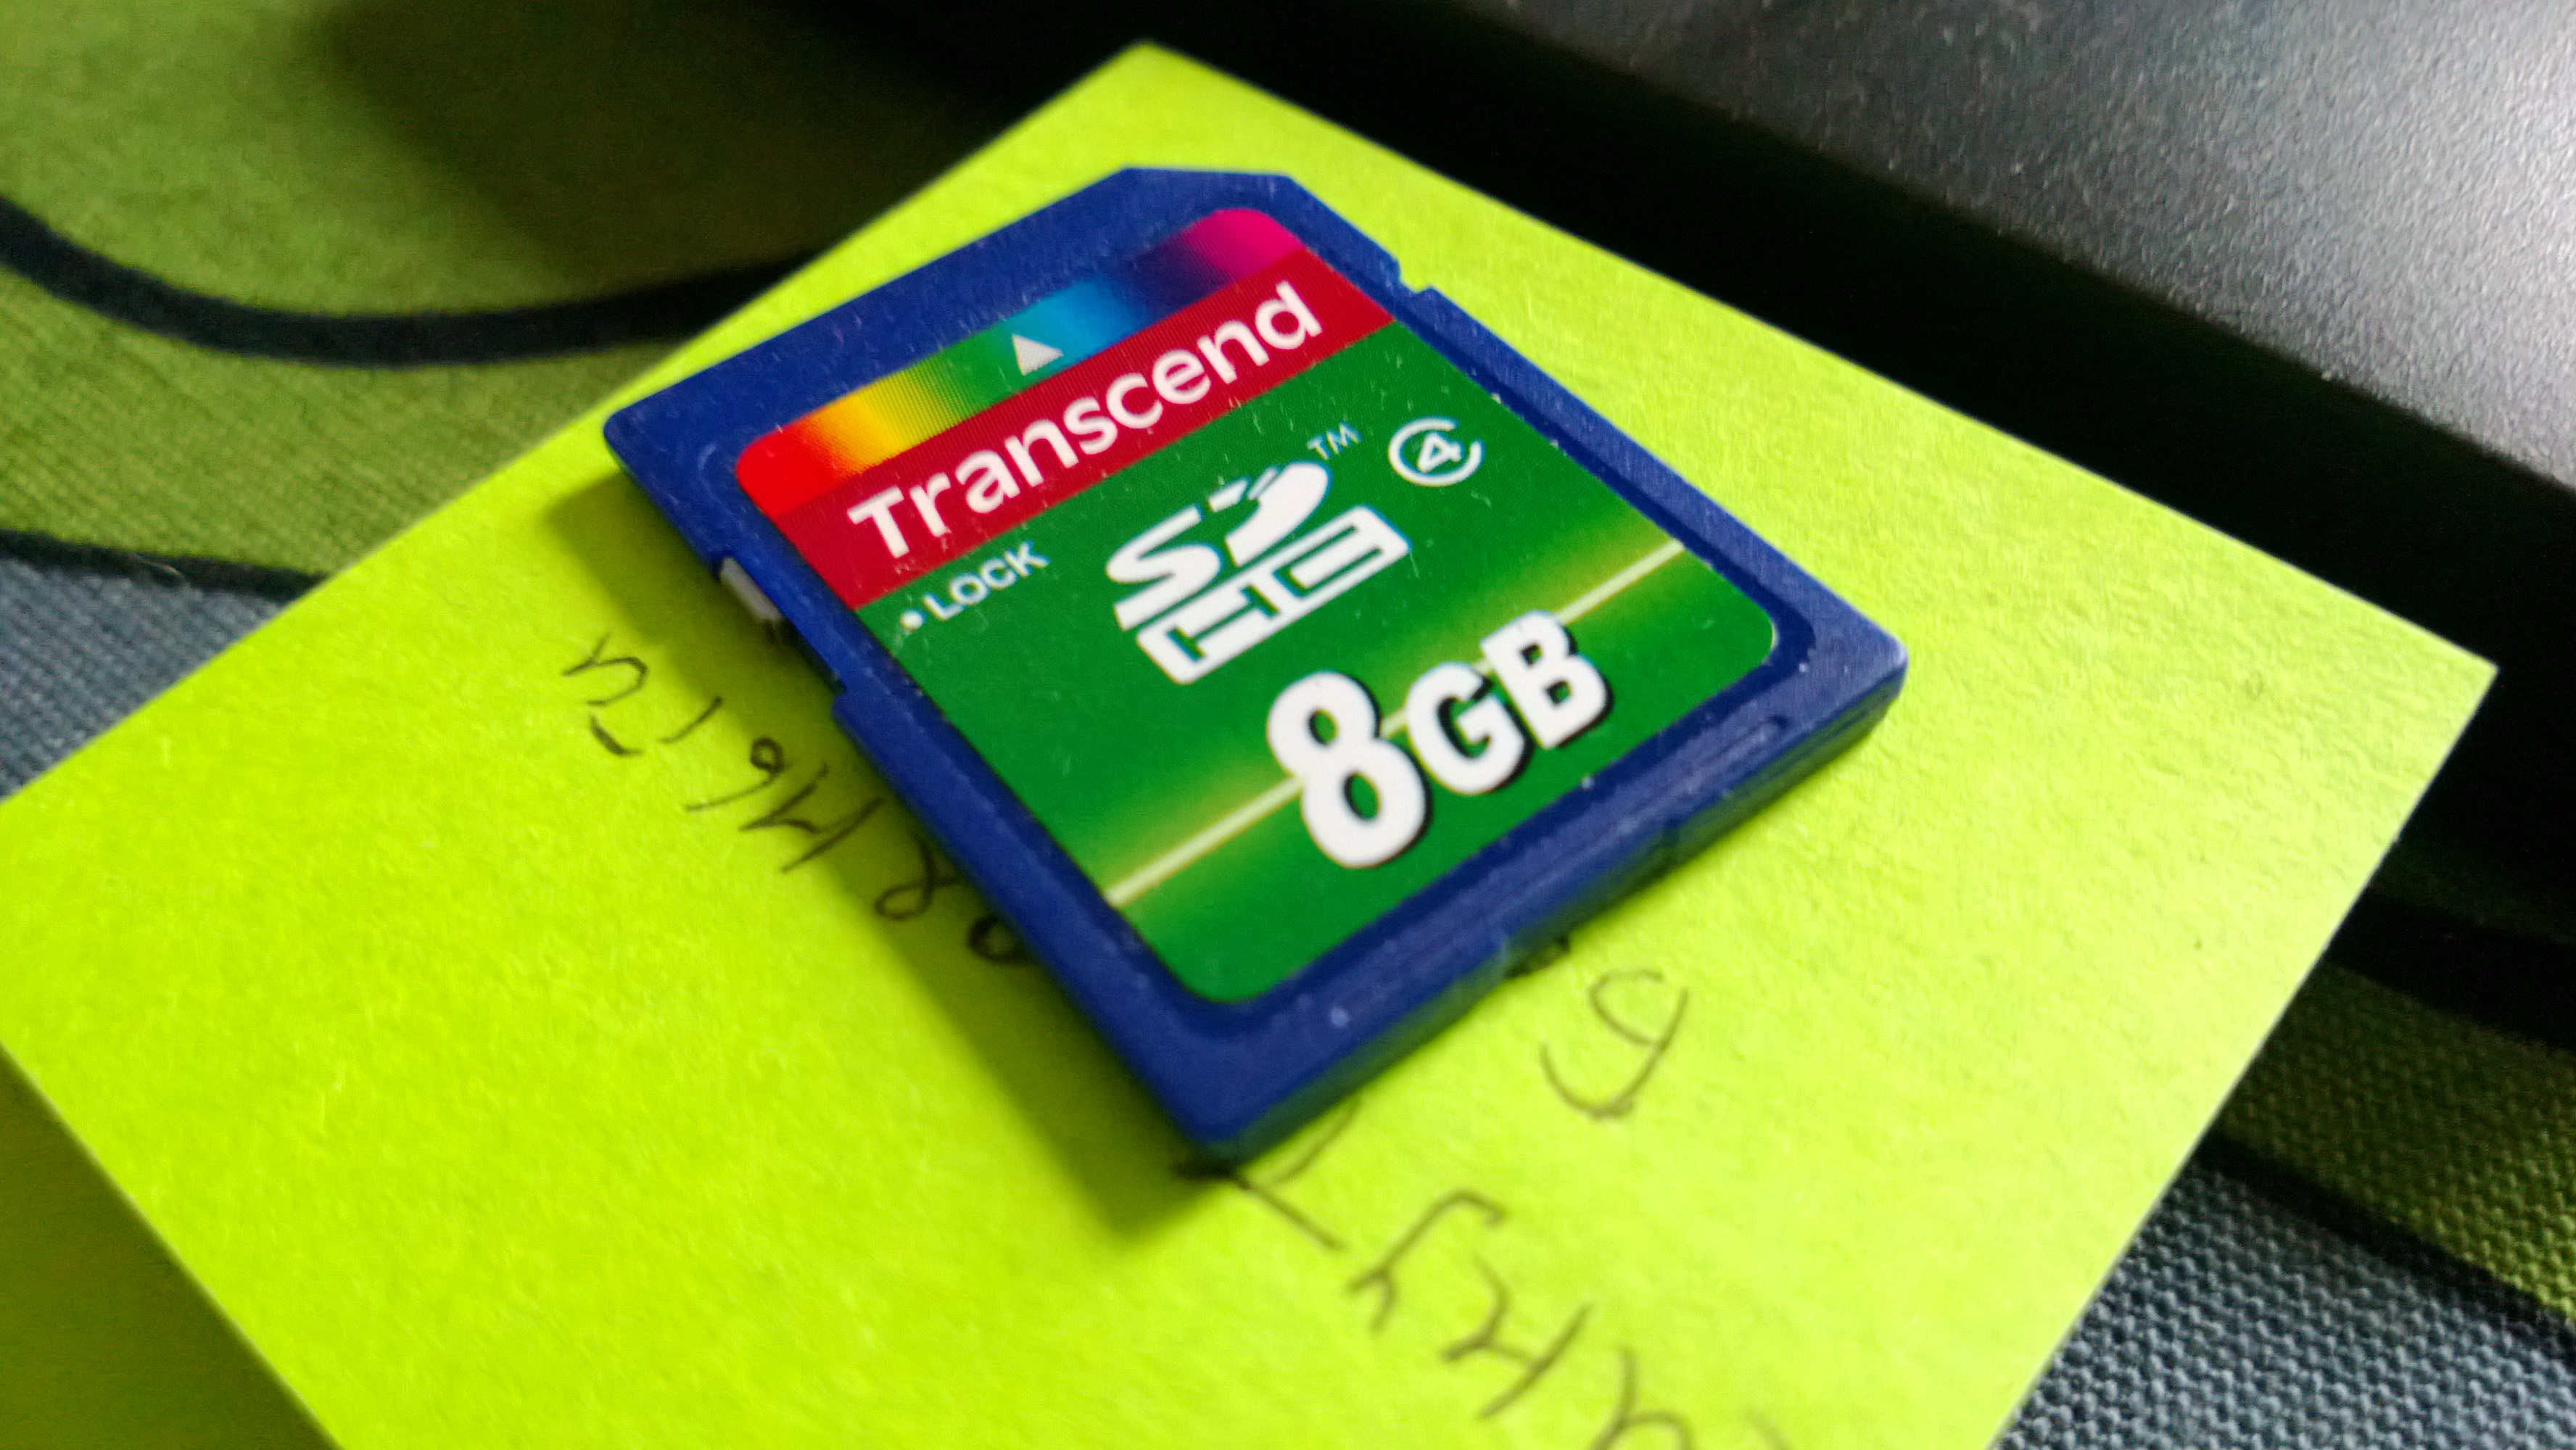 Transcend
SD HC ™ 4
• LOCK
8GB